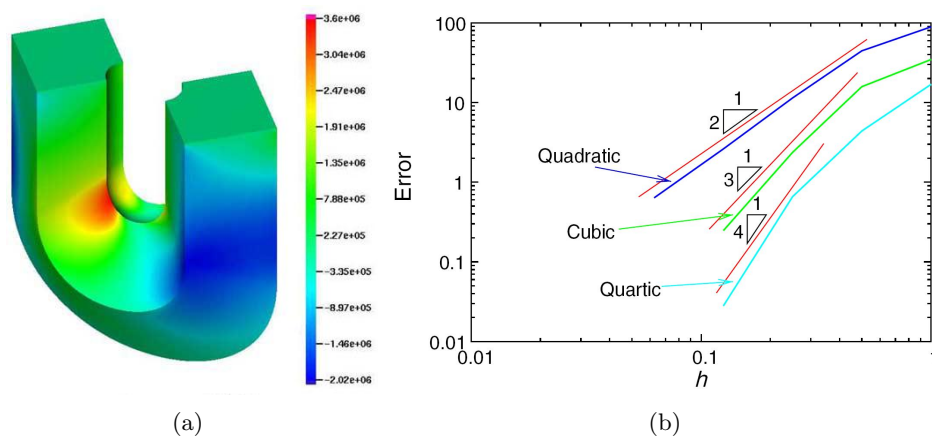 3.6e+06
3.04e+06
2.47e+06
1.91e+06
1.35e+06
7.88e+05
2.27e+05
-3.35e+05
-8.97e+05
-1.46e+06
-2.02e+06
(a)
100
10
1
0.1
0.01
Error
1
2
Quadratic
1
3
Cubic
1
4
Quartic
0.01
0.1
1
h
(b)